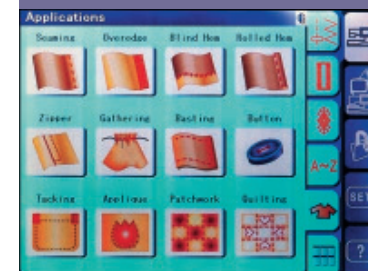 Applications
Seaming Overedge Blind Hem Rolled Hem
Zipper Gathering Basting Button
A~Z
Tacking Applique Patchwork Quilting
SET
?